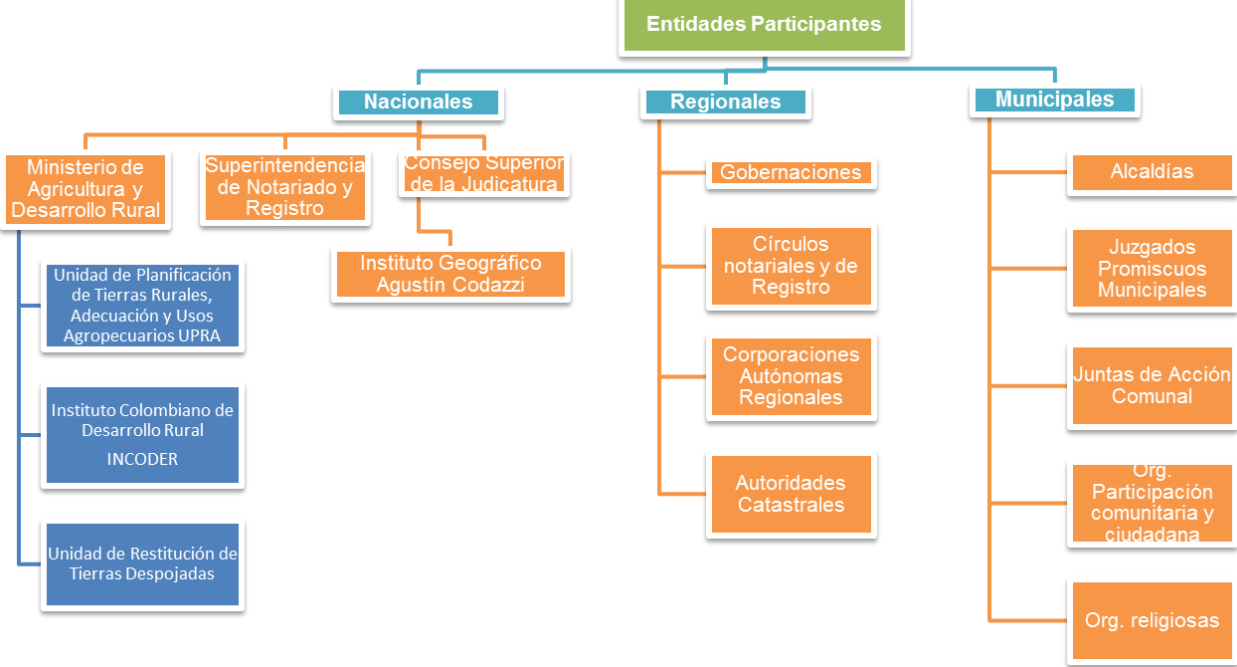 Entidades Participantes
Nacionales
Regionales
Municipales
Ministerio de
Agricultura y
Desarrollo Rural
Superintendencia
de Notariado y
Registro
Consejo Superior
de la Judicatura
Instituto Geográfico
Agustín Codazzi
Unidad de Planificación
de Tierras Rurales,
Adecuación y Usos
Agropecuarios UPRA
Instituto Colombiano de
Desarrollo Rural
INCODER
Unidad de Restitución de
Tierras Despojadas
Gobernaciones
Círculos
notariales y de
Registro
Corporaciones
Autónomas
Regionales
Autoridades
Catastrales
Alcaldías
Juzgados
Promiscuos
Municipales
Juntas de Acción
Comunal
Org.
Participación
comunitaria y
ciudadana
Org. religiosas